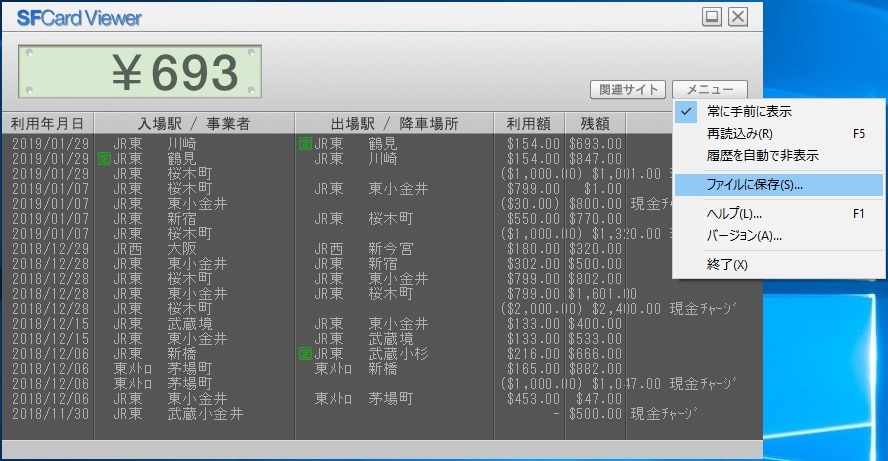 SFCard Viewer
￥693
関連サイト メニュー
利用年月日 入場駅 / 事業者 出場駅 / 降車場所 利用額 残額
2019/01/29 JR東 川崎 定 JR東 鶴見 $154.00 $693.00
2019/01/29 定 JR東 鶴見 JR東 川崎 $154.00 $847.00
2019/01/29 JR東 桜木町 ($1,000.00) $1,001.00
2019/01/07 JR東 桜木町 JR東 東小金井 $799.00 $1.00
2019/01/07 JR東 東小金井 ($30.00) $800.00 現金チャ
2019/01/07 JR東 新宿 JR東 桜木町 $550.00 $770.00
2019/01/07 JR東 桜木町 ($1,000.00) $1,320.00
2018/12/29 JR西 大阪 JR西 新今宮 $180.00 $320.00
2018/12/29 JR東 東小金井 JR東 新宿 $302.00 $500.00
2018/12/28 JR東 桜木町 JR東 東小金井 $799.00 $802.00
2018/12/28 JR東 東小金井 JR東 桜木町 $799.00 $1,601.00
2018/12/28 JR東 桜木町 ($2,000.00) $2,400.00 現金ﾁｬｰｼﾞ
2018/12/15 JR東 武蔵境 JR東 東小金井 $133.00 $400.00
2018/12/15 JR東 東小金井 JR東 武蔵境 $133.00 $533.00
2018/12/06 JR東 新橋 定 JR東 武蔵小杉 $216.00 $666.00
2018/12/06 東ﾒﾄﾛ 茅場町 東ﾒﾄﾛ 新橋 $165.00 $882.00
2018/12/06 東ﾒﾄﾛ 茅場町 ($1,000.00) $1,047.00 現金ﾁｬｰｼﾞ
2018/12/06 JR東 東小金井 東ﾒﾄﾛ 茅場町 $453.00 $47.00
2018/11/30 JR東 武蔵小金井 - $500.00 現金ﾁｬｰｼﾞ
常に手前に表示
再読込み(R) F5
履歴を自動で非表示
ファイルに保存(S)...
ヘルプ(L)... F1
バージョン(A)...
終了(X)